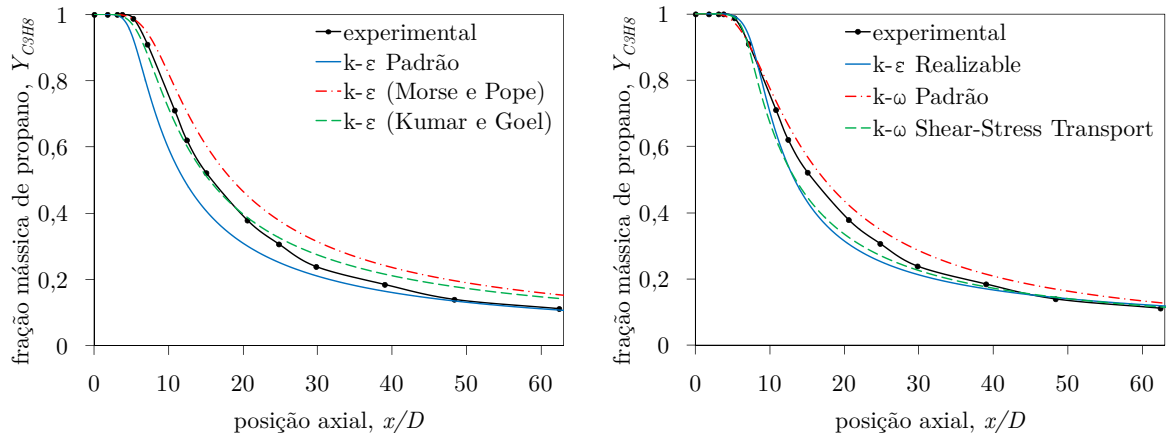 fração mássica de propano, Y_C3H8
1
0,8
0,6
0,4
0,2
0
experimental
k-ε Padrão
k-ε (Morse e Pope)
k-ε (Kumar e Goel)
0 10 20 30 40 50 60
posição axial, x/D
fração mássica de propano, Y_C3H8
1
0,8
0,6
0,4
0,2
0
experimental
k-ε Realizable
k-ω Padrão
k-ω Shear-Stress Transport
0 10 20 30 40 50 60
posição axial, x/D